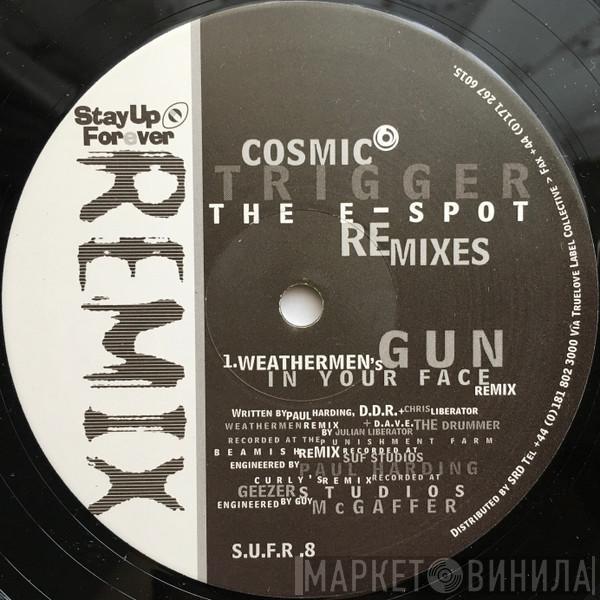 Stay Up
Forever
REMIX
COSMIC
TRIGGER
THE E-SPOT
REMIXES
1. WEATHERMEN's GUN
IN YOUR FACE
REMIX
WRITTEN BY PAUL HARDING, D.D.R. + CHRIS LIBERATOR
WEATHERMEN REMIX + D.A.V.E. THE DRUMMER
BY JULIAN LIBERATOR
RECORDED AT THE PUNISHMENT FARM
BEAMISH REMIX RECORDED AT
SUF STUDIOS
ENGINEERED BY PAUL HARDING
CURLY'S REMIX RECORDED AT
GEEZERS STUDIOS
ENGINEERED BY GUY MCGAFFER
S.U.F.R .8
DISTRIBUTED BY SRD TEL +44 (0)181 802 3000 VIA TRUELOVE LABEL COLLECTIVE > FAX +44 (0)171 267 6015.
МАРКЕТ ВИНИЛА